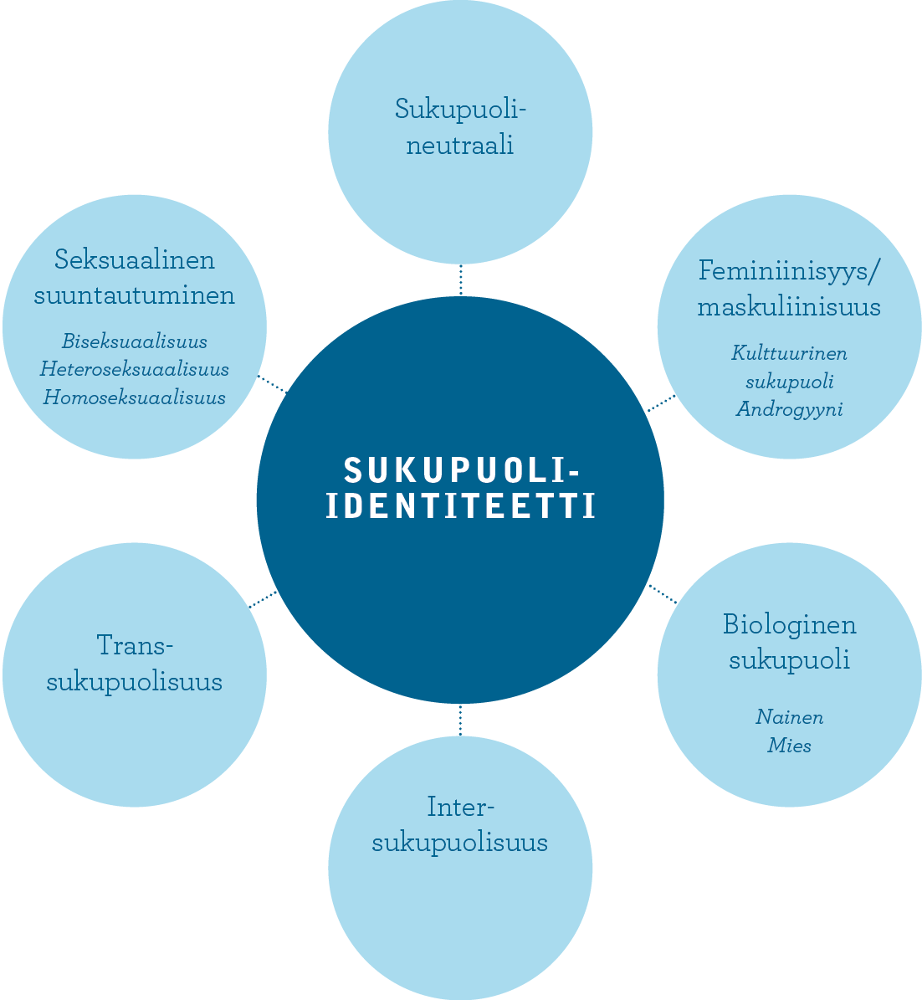 Sukupuoli-
neutraali
Seksuaalinen
suuntautuminen
Biseksuaalisuus
Heteroseksuaalisuus
Homoseksuaalisuus
Feminiinisyys/
maskuliinisuus
Kulttuurinen
sukupuoli
Androgyyni
SUKUPUOLI-
IDENTITEETTI
Trans-
sukupuolisuus
Biologinen
sukupuoli
Nainen
Mies
Inter-
sukupuolisuus